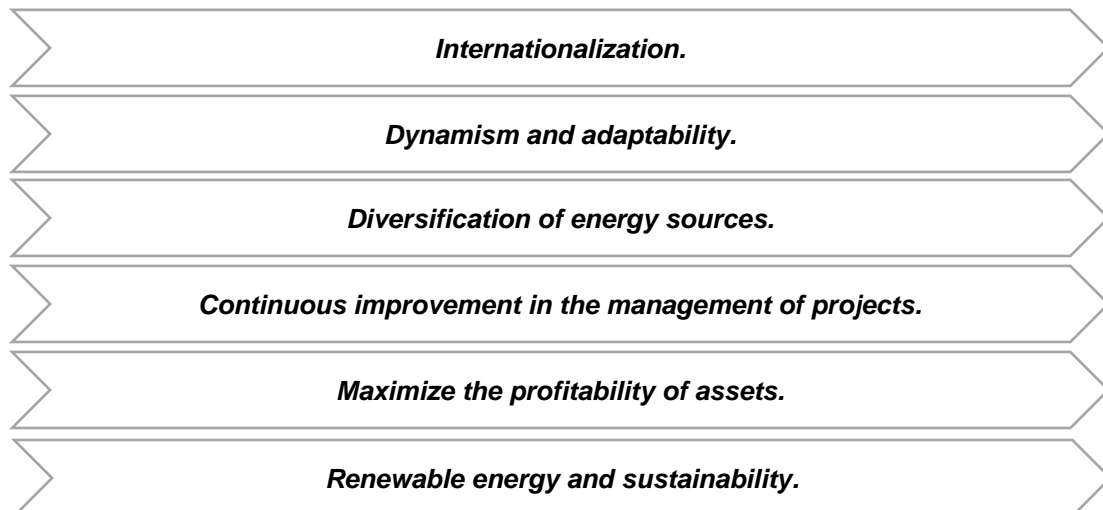 Internationalization.
Dynamism and adaptability.
Diversification of energy sources.
Continuous improvement in the management of projects.
Maximize the profitability of assets.
Renewable energy and sustainability.